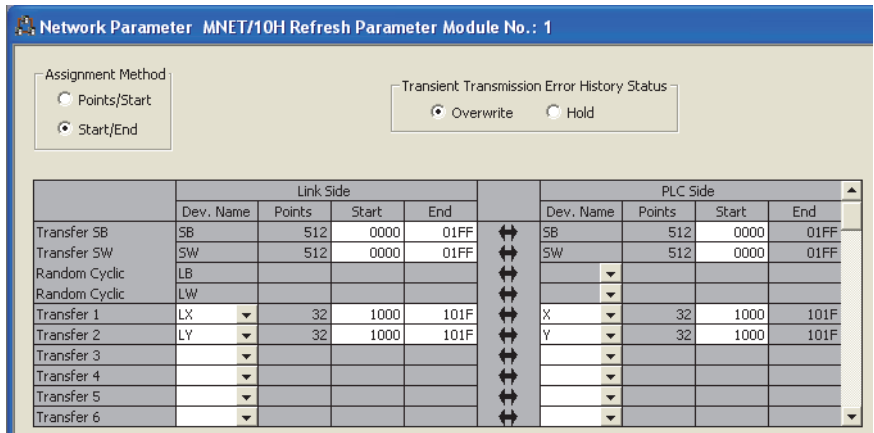 Network Parameter MNET/10H Refresh Parameter Module No.: 1
Assignment Method
Points/Start
Start/End
Transient Transmission Error History Status
Overwrite Hold
Link Side PLC Side
Dev. Name Points Start End Dev. Name Points Start End
Transfer SB SB 512 0000 01FF SB 512 0000 01FF
Transfer SW SW 512 0000 01FF SW 512 0000 01FF
Random Cyclic LB
Random Cyclic LW
Transfer 1 LX 32 1000 101F X 32 1000 101F
Transfer 2 LY 32 1000 101F Y 32 1000 101F
Transfer 3
Transfer 4
Transfer 5
Transfer 6